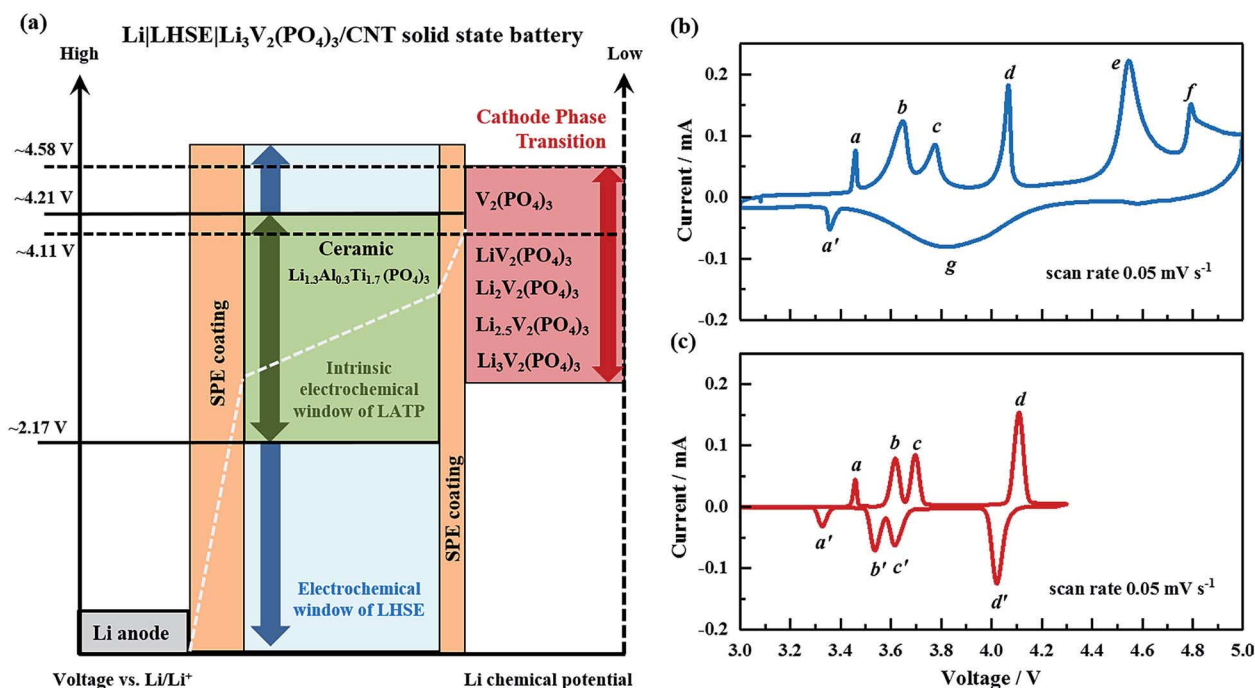 (a)
Li|LHSE|Li₃V₂(PO₄)₃/CNT solid state battery
High
Low
Cathode Phase
Transition
~4.58 V
~4.21 V
~4.11 V
~2.17 V
V₂(PO₄)₃
LiV₂(PO₄)₃
Li₂V₂(PO₄)₃
Li₂.₅V₂(PO₄)₃
Li₃V₂(PO₄)₃
Ceramic
Li₁.₃Al₀.₃Ti₁.₇(PO₄)₃
SPE coating
Intrinsic
electrochemical
window of LATP
SPE coating
Electrochemical
window of LHSE
Li anode
Voltage vs. Li/Li⁺
Li chemical potential
(b)
Current / mA
0.2
0.1
0.0
-0.1
-0.2
a
b
c
d
e
f
a'
g
scan rate 0.05 mV s⁻¹
(c)
Current / mA
0.2
0.1
0.0
-0.1
-0.2
a
b
c
d
a'
b'
c'
d'
scan rate 0.05 mV s⁻¹
3.0 3.2 3.4 3.6 3.8 4.0 4.2 4.4 4.6 4.8 5.0
Voltage / V